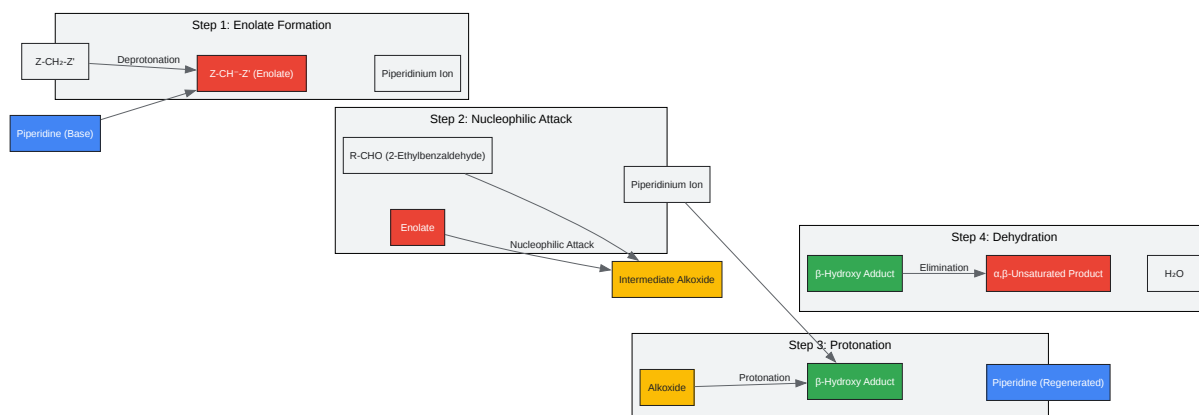 Step 1: Enolate Formation
Z-CH₂-Z'
Deprotonation
Z-CH⁻-Z' (Enolate)
Piperidinium Ion
Piperidine (Base)
Step 2: Nucleophilic Attack
R-CHO (2-Ethylbenzaldehyde)
Piperidinium Ion
Enolate
Nucleophilic Attack
Intermediate Alkoxide
Step 4: Dehydration
β-Hydroxy Adduct
Elimination
α,β-Unsaturated Product
H₂O
Step 3: Protonation
Alkoxide
Protonation
β-Hydroxy Adduct
Piperidine (Regenerated)